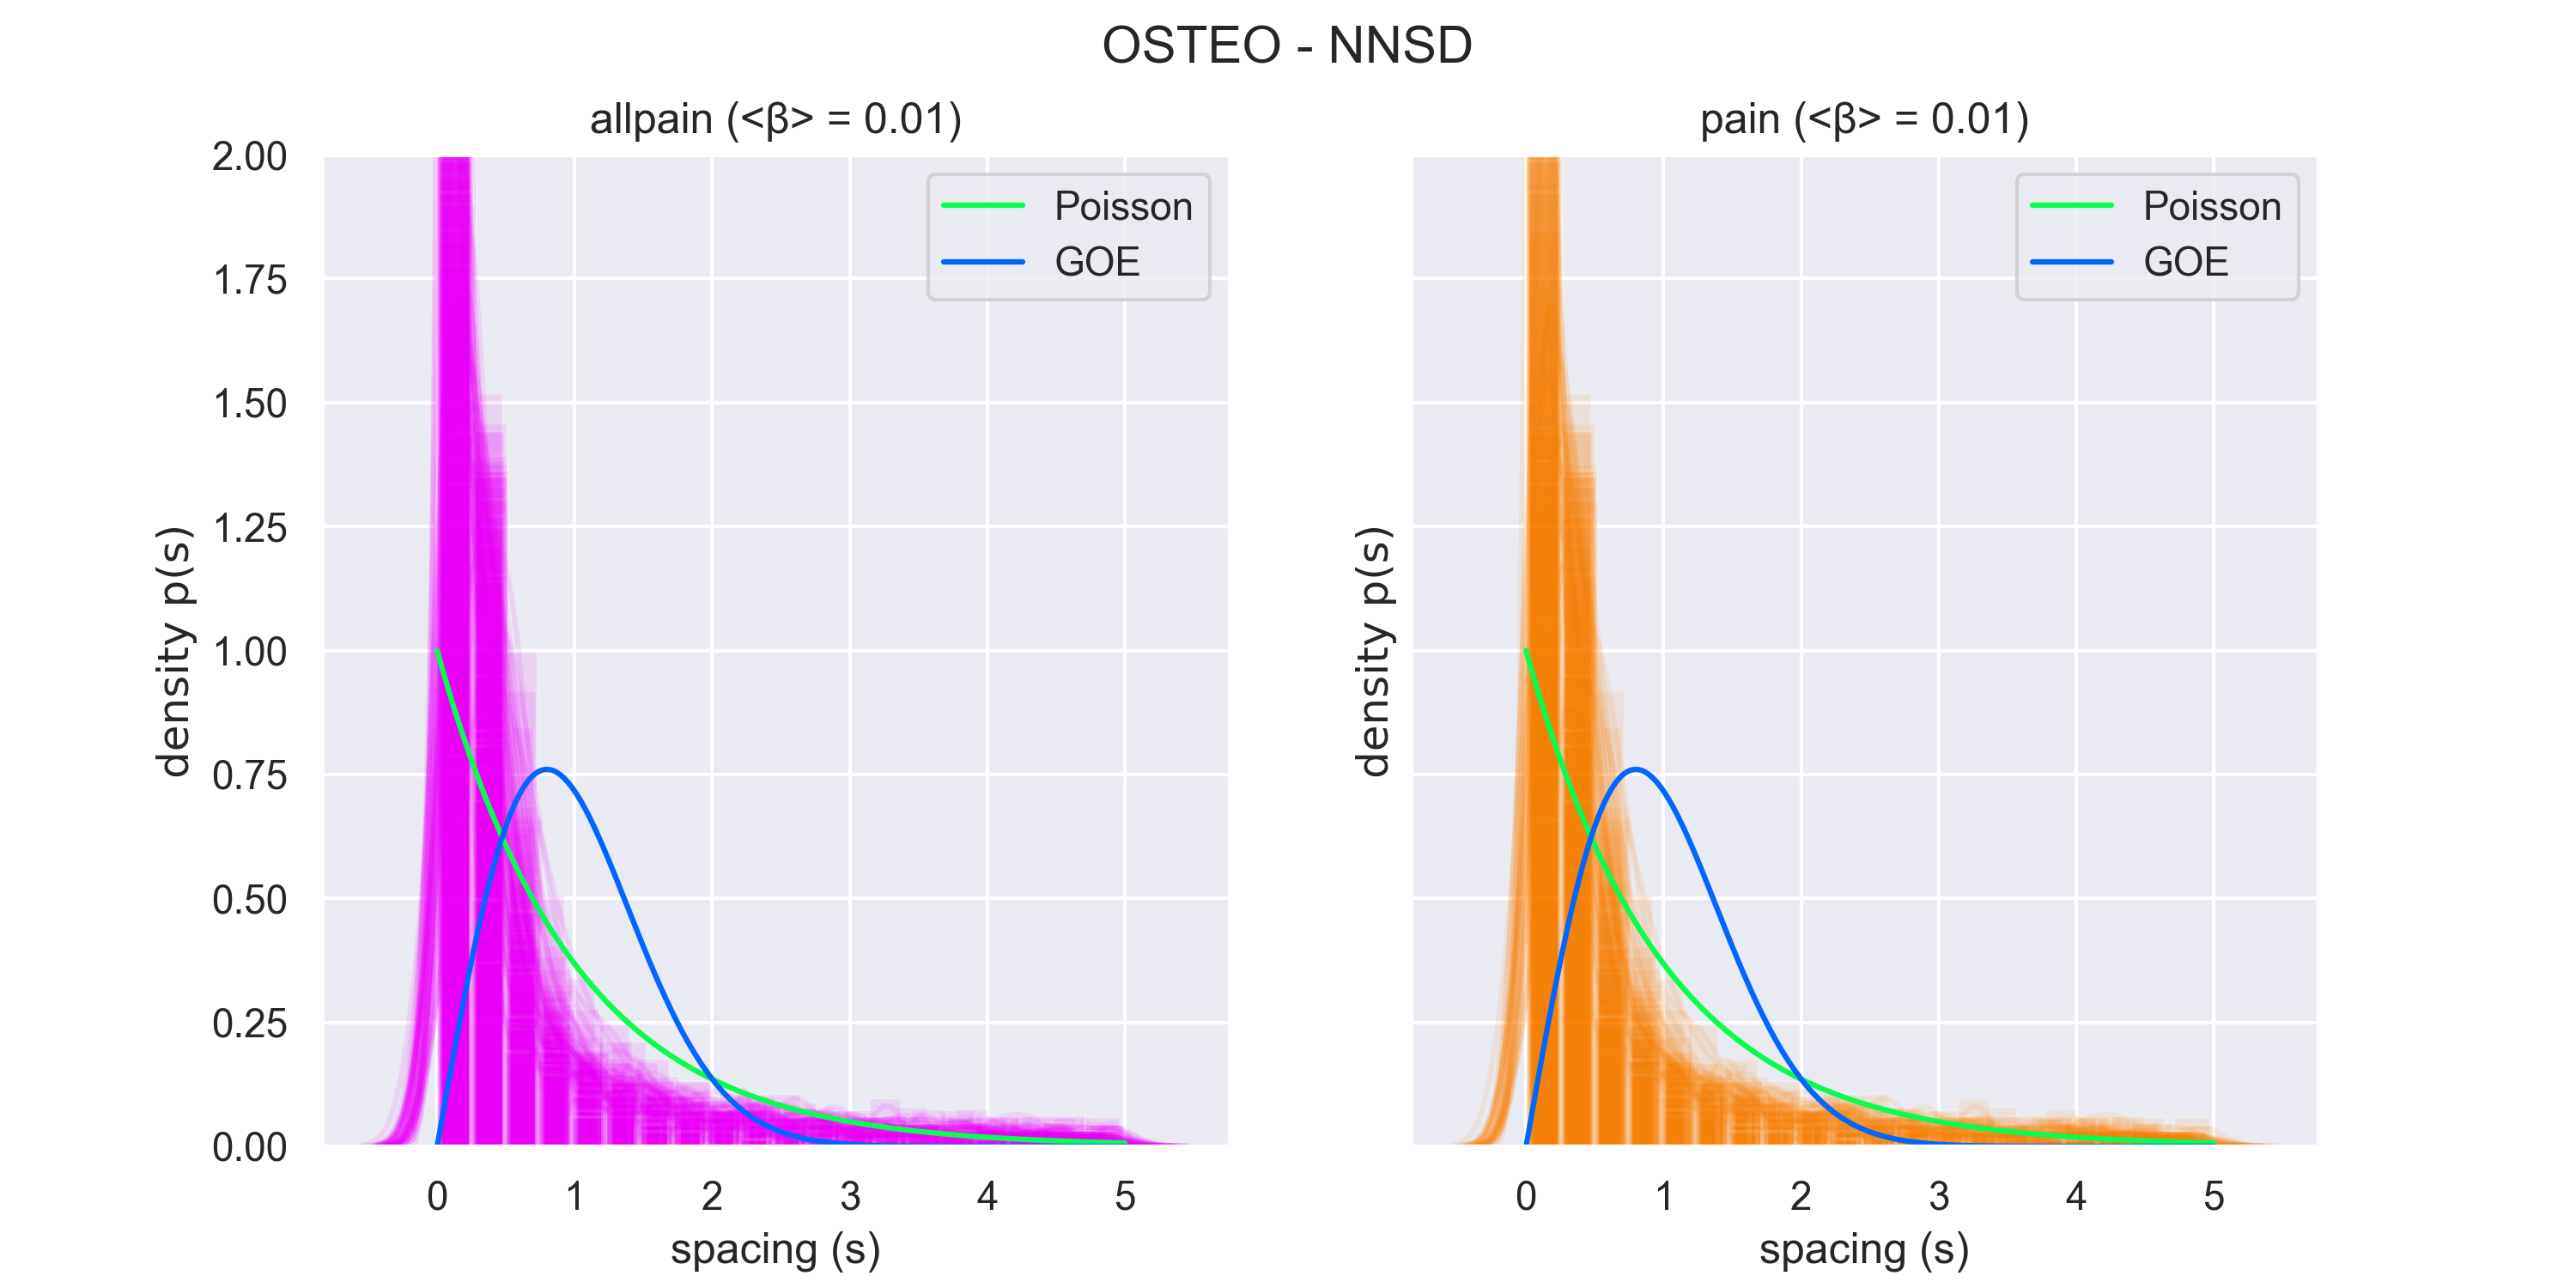 OSTEO - NNSD
allpain (<β> = 0.01)
2.00
1.75
1.50
1.25
1.00
0.75
0.50
0.25
0.00
density p(s)
0 1 2 3 4 5
spacing (s)
Poisson
GOE
pain (<β> = 0.01)
density p(s)
0 1 2 3 4 5
spacing (s)
Poisson
GOE